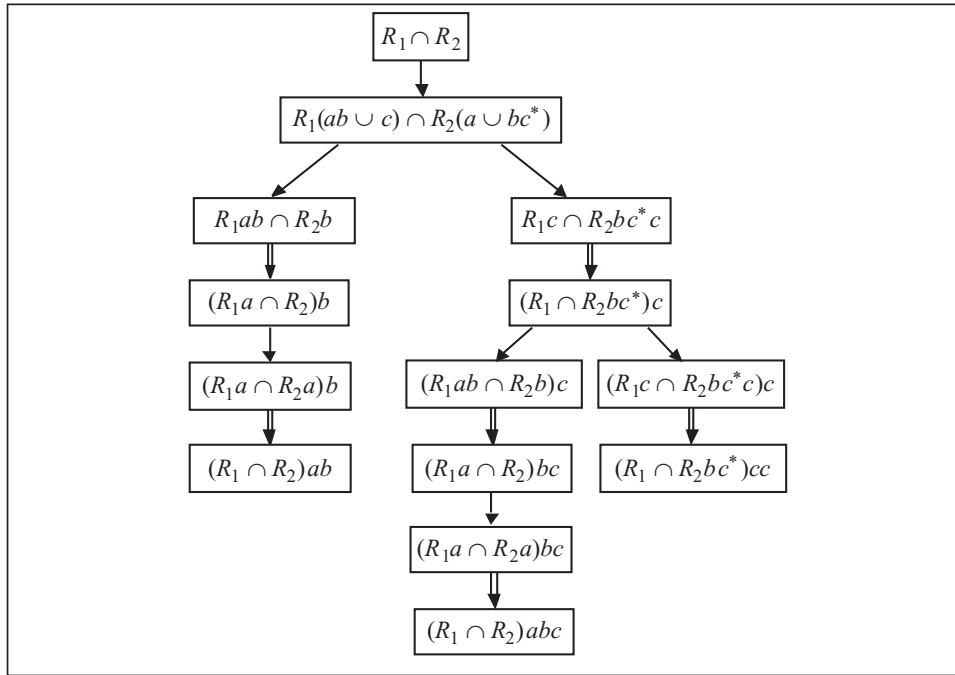 R₁ ∩ R₂
R₁(ab ∪ c) ∩ R₂(a ∪ bc*)
R₁ab ∩ R₂b
R₁c ∩ R₂bc*c
(R₁a ∩ R₂)b
(R₁ ∩ R₂bc*)c
(R₁a ∩ R₂a)b
(R₁ab ∩ R₂b)c
(R₁c ∩ R₂bc*c)c
(R₁ ∩ R₂)ab
(R₁a ∩ R₂)bc
(R₁ ∩ R₂bc*)cc
(R₁a ∩ R₂a)bc
(R₁ ∩ R₂)abc